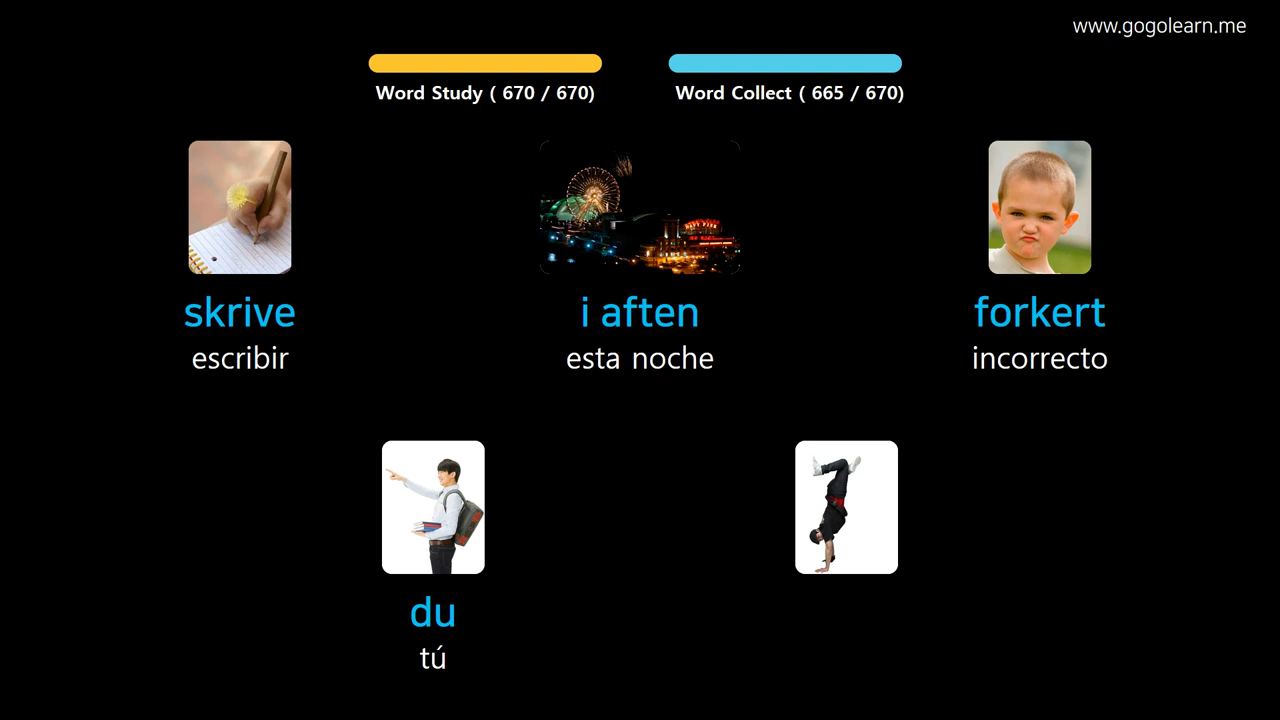 www.gogolearn.me
Word Study ( 670 / 670)
Word Collect ( 665 / 670)
skrive
escribir
i aften
esta noche
forkert
incorrecto
du
tú